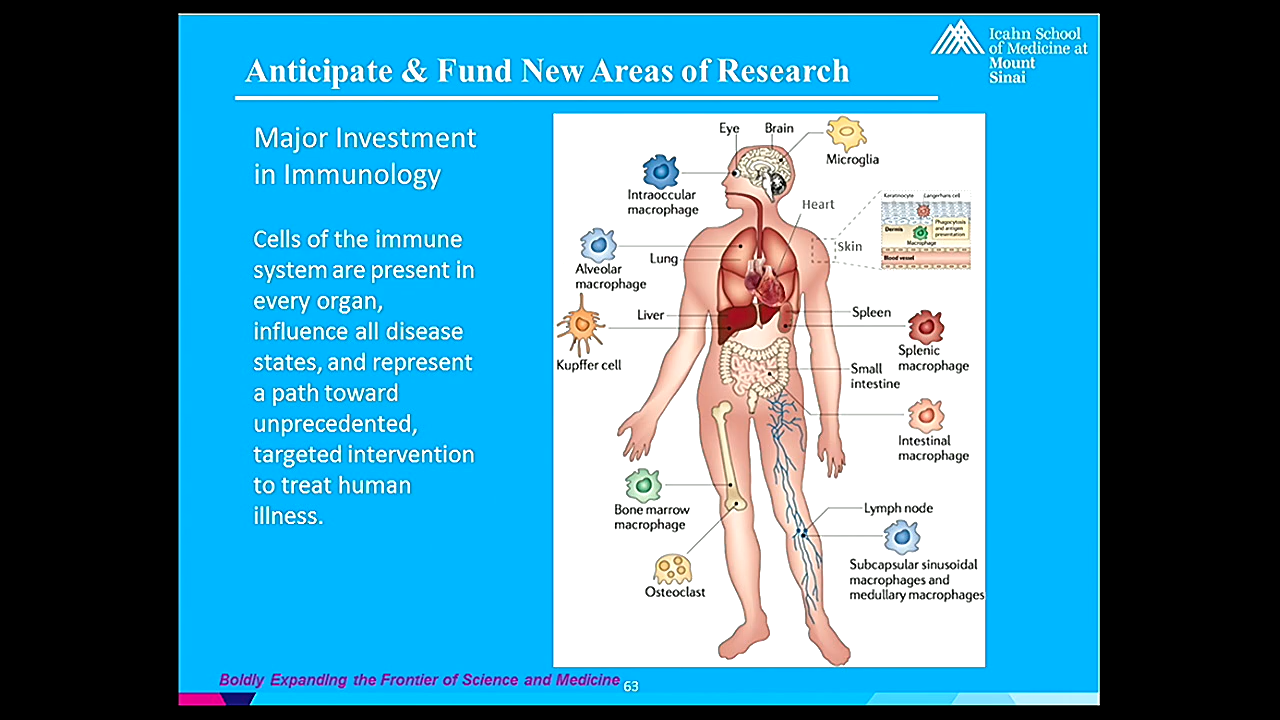 Icahn School
of Medicine at
Mount
Sinai
Anticipate & Fund New Areas of Research
Major Investment
in Immunology
Cells of the immune
system are present in
every organ,
influence all disease
states, and represent
a path toward
unprecedented,
targeted intervention
to treat human
illness.
Eye
Brain
Microglia
Intraoccular
macrophage
Heart
Keratinocyte
Langerhans cell
Phagocytosis
and antigen
presentation
Dermis
Macrophage
Blood vessel
Skin
Alveolar
macrophage
Lung
Liver
Spleen
Kupffer cell
Splenic
macrophage
Small
intestine
Intestinal
macrophage
Bone marrow
macrophage
Lymph node
Osteoclast
Subcapsular sinusoidal
macrophages and
medullary macrophages
Boldly Expanding the Frontier of Science and Medicine
63